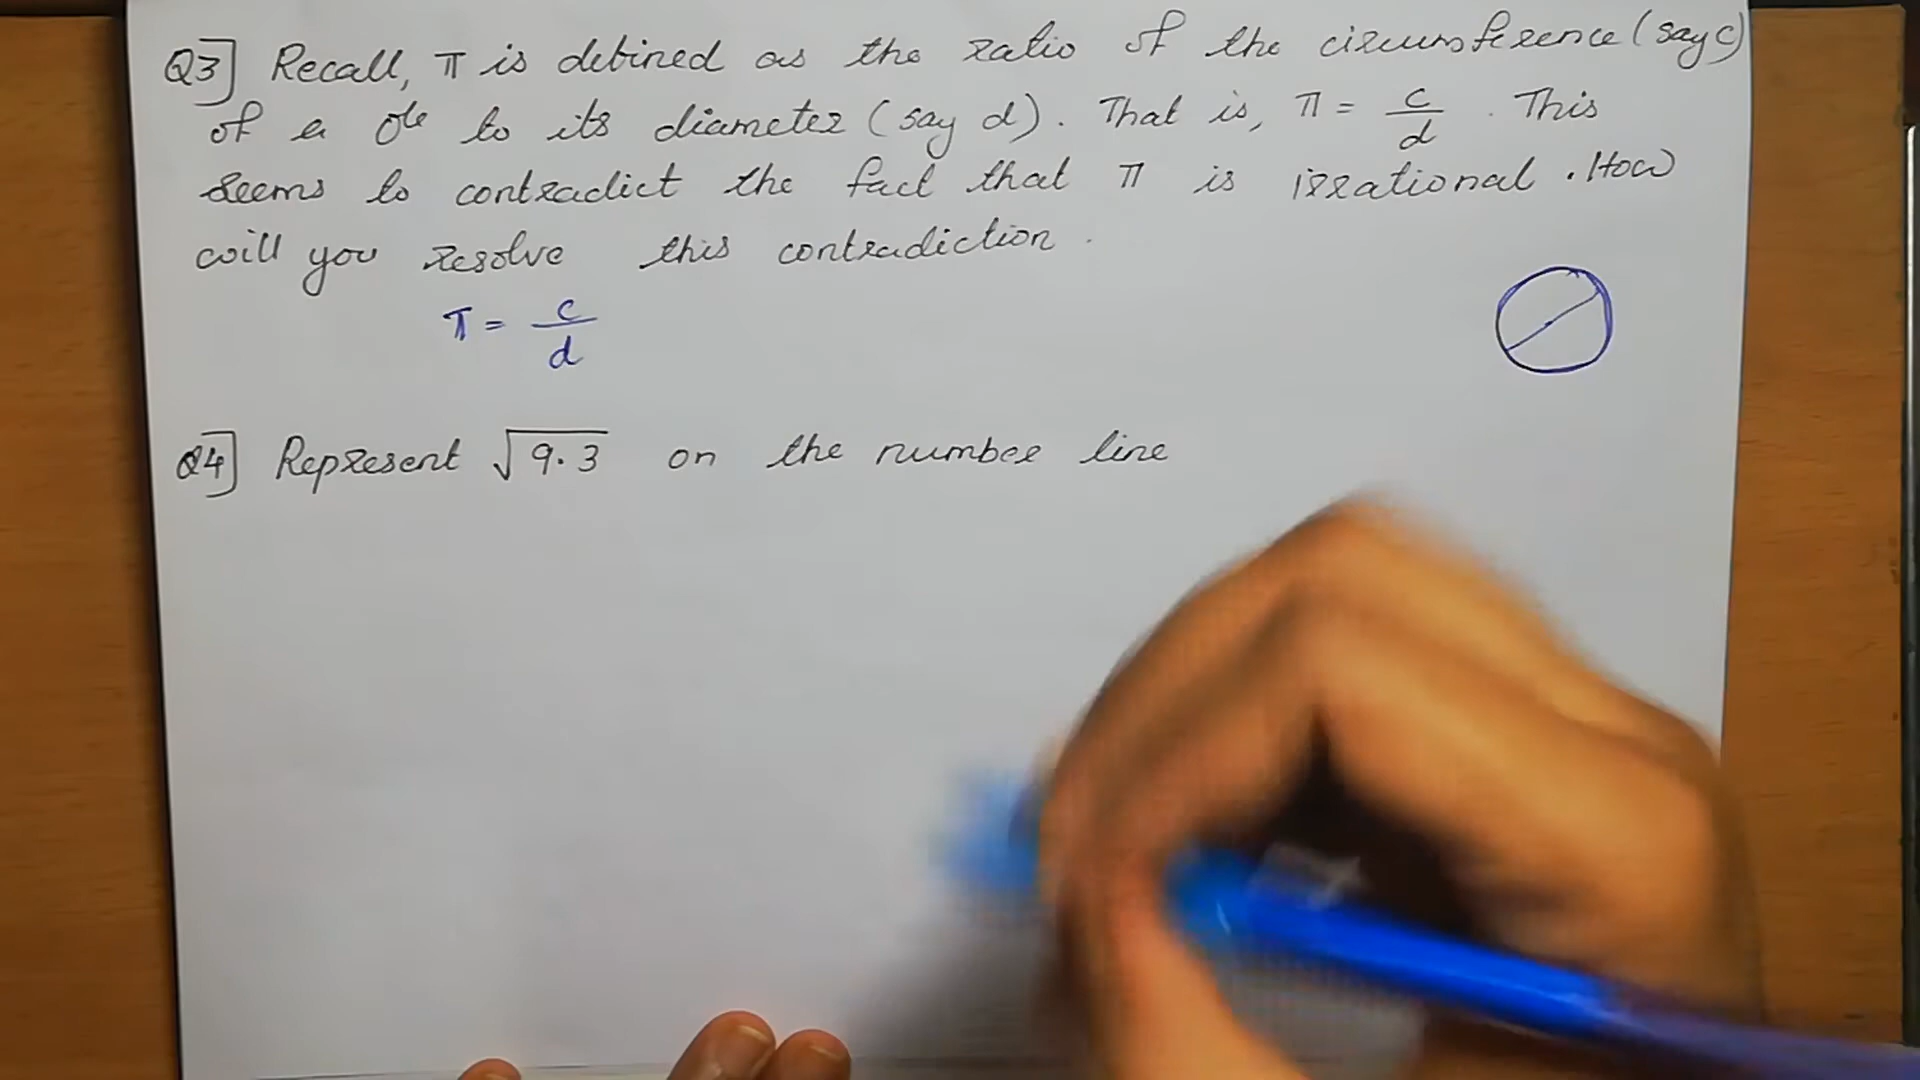 Q3] Recall, π is defined as the ratio of the circumference (say c)
of a ⊙le to its diameter (say d). That is, π = c/d. This
seems to contradict the fact that π is irrational. How
will you resolve this contradiction.
π = c/d
Q4] Represent √9.3 on the number line